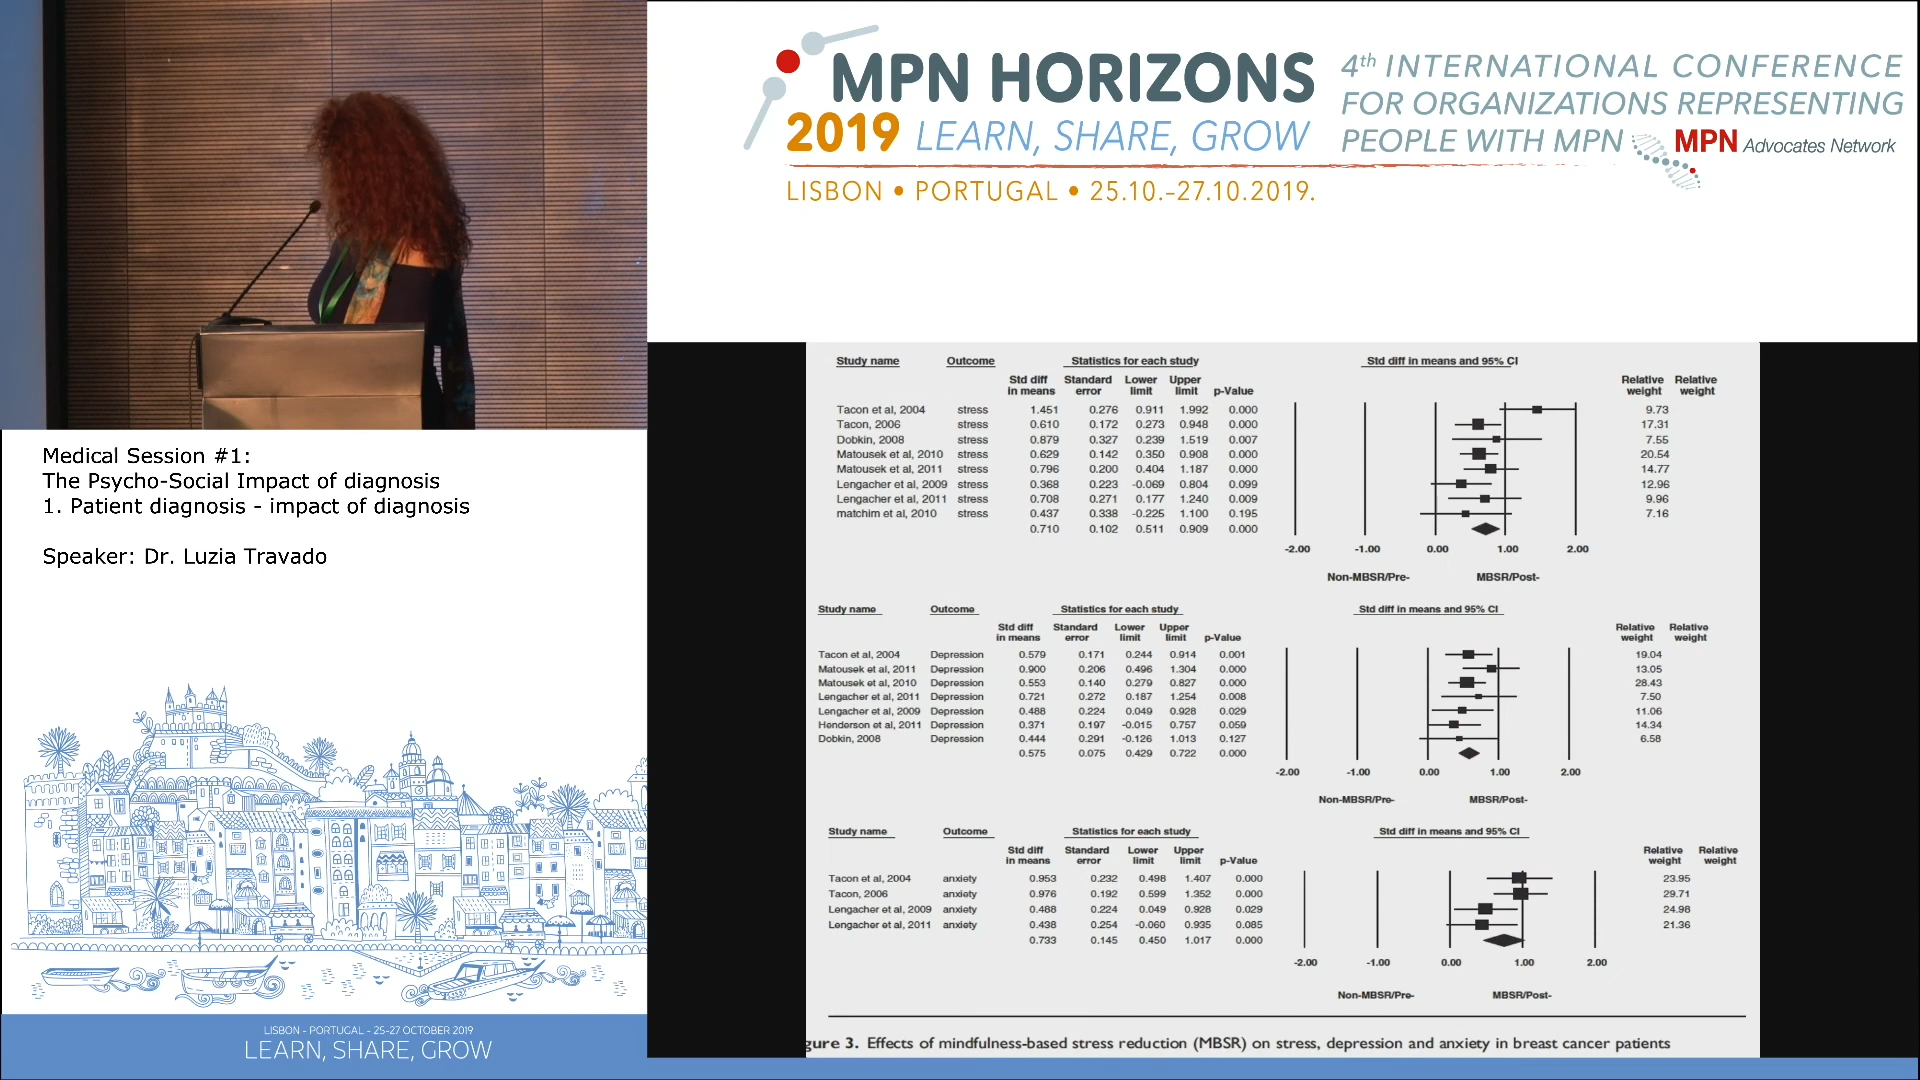 MPN HORIZONS
2019 LEARN, SHARE, GROW
LISBON • PORTUGAL • 25.10.-27.10.2019.
4th INTERNATIONAL CONFERENCE
FOR ORGANIZATIONS REPRESENTING
PEOPLE WITH MPN
MPN Advocates Network
Medical Session #1:
The Psycho-Social Impact of diagnosis
1. Patient diagnosis - impact of diagnosis
Speaker: Dr. Luzia Travado
LISBON - PORTUGAL - 25-27 OCTOBER 2019
LEARN, SHARE, GROW
Study name Outcome Statistics for each study Std diff in means and 95% CI
Std diff in means Standard error Lower limit Upper limit p-Value Relative weight Relative weight
Tacon et al, 2004 stress 1.451 0.276 0.911 1.992 0.000 9.73
Tacon, 2006 stress 0.610 0.172 0.273 0.948 0.000 17.31
Dobkin, 2008 stress 0.879 0.327 0.239 1.519 0.007 7.55
Matousek et al, 2010 stress 0.629 0.142 0.350 0.908 0.000 20.54
Matousek et al, 2011 stress 0.796 0.200 0.404 1.187 0.000 14.77
Lengacher et al, 2009 stress 0.368 0.223 -0.069 0.804 0.099 12.96
Lengacher et al, 2011 stress 0.708 0.271 0.177 1.240 0.009 9.96
matchim et al, 2010 stress 0.437 0.338 -0.225 1.100 0.195 7.16
0.710 0.102 0.511 0.909 0.000
-2.00 -1.00 0.00 1.00 2.00
Non-MBSR/Pre- MBSR/Post-
Study name Outcome Statistics for each study Std diff in means and 95% CI
Std diff in means Standard error Lower limit Upper limit p-Value Relative weight Relative weight
Tacon et al, 2004 Depression 0.579 0.171 0.244 0.914 0.001 19.04
Matousek et al, 2011 Depression 0.900 0.206 0.496 1.304 0.000 13.05
Matousek et al, 2010 Depression 0.553 0.140 0.279 0.827 0.000 28.43
Lengacher et al, 2011 Depression 0.721 0.272 0.187 1.254 0.008 7.50
Lengacher et al, 2009 Depression 0.488 0.224 0.049 0.928 0.029 11.06
Henderson et al, 2011 Depression 0.371 0.197 -0.015 0.757 0.059 14.34
Dobkin, 2008 Depression 0.444 0.291 -0.126 1.013 0.127 6.58
0.575 0.075 0.429 0.722 0.000
-2.00 -1.00 0.00 1.00 2.00
Non-MBSR/Pre- MBSR/Post-
Study name Outcome Statistics for each study Std diff in means and 95% CI
Std diff in means Standard error Lower limit Upper limit p-Value Relative weight Relative weight
Tacon et al, 2004 anxiety 0.953 0.232 0.498 1.407 0.000 23.95
Tacon, 2006 anxiety 0.976 0.192 0.599 1.352 0.000 29.71
Lengacher et al, 2009 anxiety 0.488 0.224 0.049 0.928 0.029 24.98
Lengacher et al, 2011 anxiety 0.438 0.254 -0.060 0.935 0.085 21.36
0.733 0.145 0.450 1.017 0.000
-2.00 -1.00 0.00 1.00 2.00
Non-MBSR/Pre- MBSR/Post-
gure 3. Effects of mindfulness-based stress reduction (MBSR) on stress, depression and anxiety in breast cancer patients